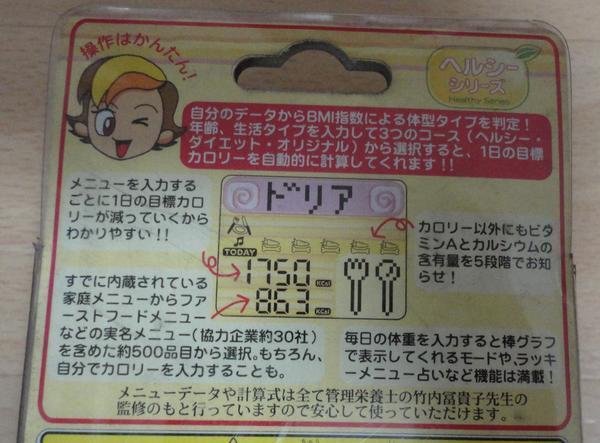 操作はかんたん!
ヘルシー
シリーズ
Healthy Series
自分のデータからBMI指数による体型タイプを判定!
年齢、生活タイプを入力して3つのコース(ヘルシー・
ダイエット・オリジナル)から選択すると、1日の目標
カロリーを自動的に計算してくれます!!
メニューを入力する
ごとに1日の目標カロ
リーが減っていくから
わかりやすい!!
ドリア
TODAY
1750 KCal
863 KCal
カロリー以外にもビタ
ミンAとカルシウムの
含有量を5段階でお知
らせ!
すでに内蔵されている
家庭メニューからファ
ーストフードメニュー
などの実名メニュー(協力企業約30社)
を含めた約500品目から選択。もちろん、
自分でカロリーを入力することも。
毎日の体重を入力すると棒グラフ
で表示してくれるモードや、ラッキ
ーメニュー占いなど機能は満載!
メニューデータや計算式は全て管理栄養士の竹内冨貴子先生の
監修のもと行っていますので安心して使っていただけます。